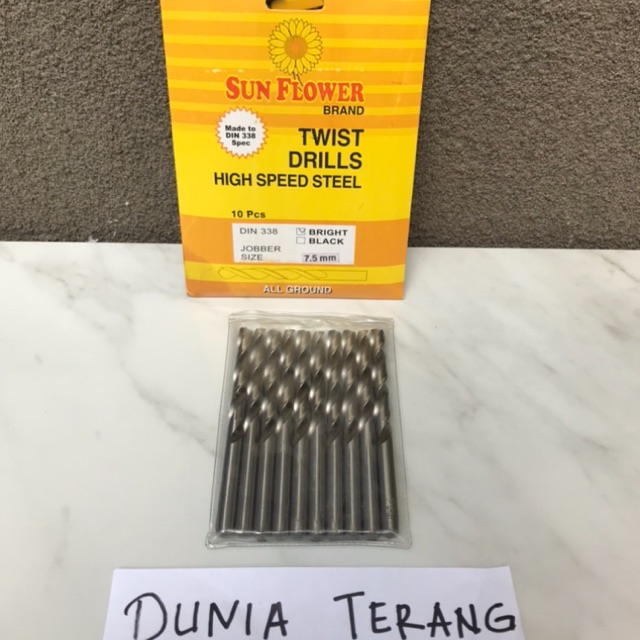 SUN FLOWER
BRAND
Made to
DIN 338
Spec
TWIST
DRILLS
HIGH SPEED STEEL
10 Pcs
DIN 338
BRIGHT
BLACK
JOBBER
SIZE
7.5 mm
ALL GROUND
DUNIA TERANG